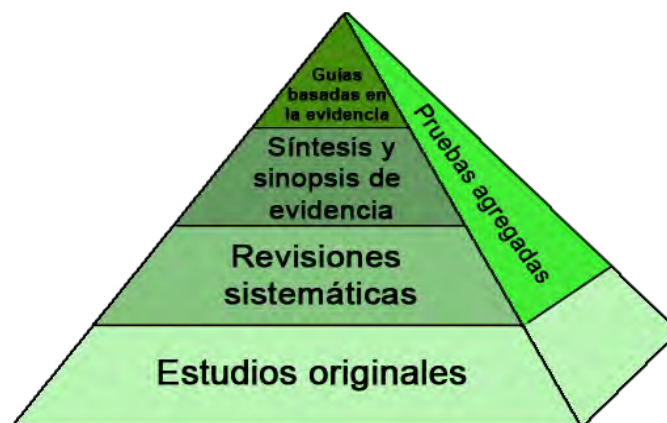 Guías
basadas en
la evidencia
Síntesis y
sinopsis de
evidencia
Revisiones
sistemáticas
Estudios originales
Pruebas agregadas